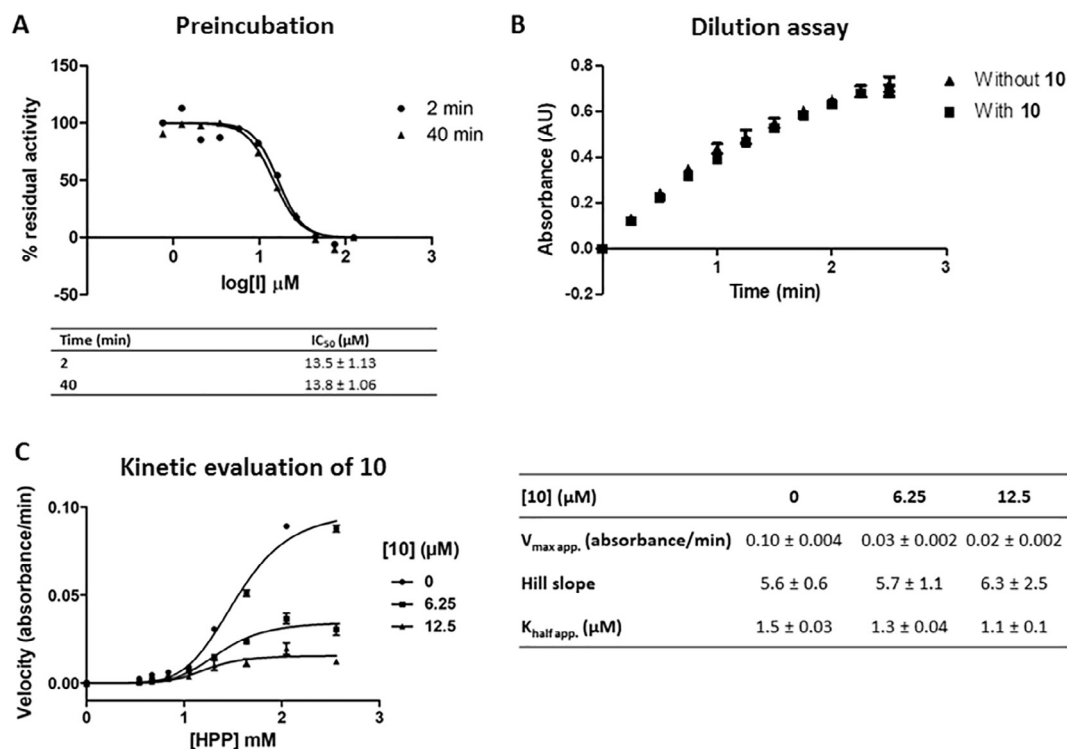 A
Preincubation
% residual activity
150
100
50
0
-50
0
1
2
3
log[I] μM
2 min
40 min
Time (min) IC50 (μM)
2 13.5 ± 1.13
40 13.8 ± 1.06
B
Dilution assay
Absorbance (AU)
0.8
0.6
0.4
0.2
0.0
-0.2
1
2
3
Time (min)
Without 10
With 10
C
Kinetic evaluation of 10
Velocity (absorbance/min)
0.10
0.05
0.00
0
1
2
3
[HPP] mM
[10] (μM)
0
6.25
12.5
[10] (μM) 0 6.25 12.5
Vmax app. (absorbance/min) 0.10 ± 0.004 0.03 ± 0.002 0.02 ± 0.002
Hill slope 5.6 ± 0.6 5.7 ± 1.1 6.3 ± 2.5
Khalf app. (μM) 1.5 ± 0.03 1.3 ± 0.04 1.1 ± 0.1